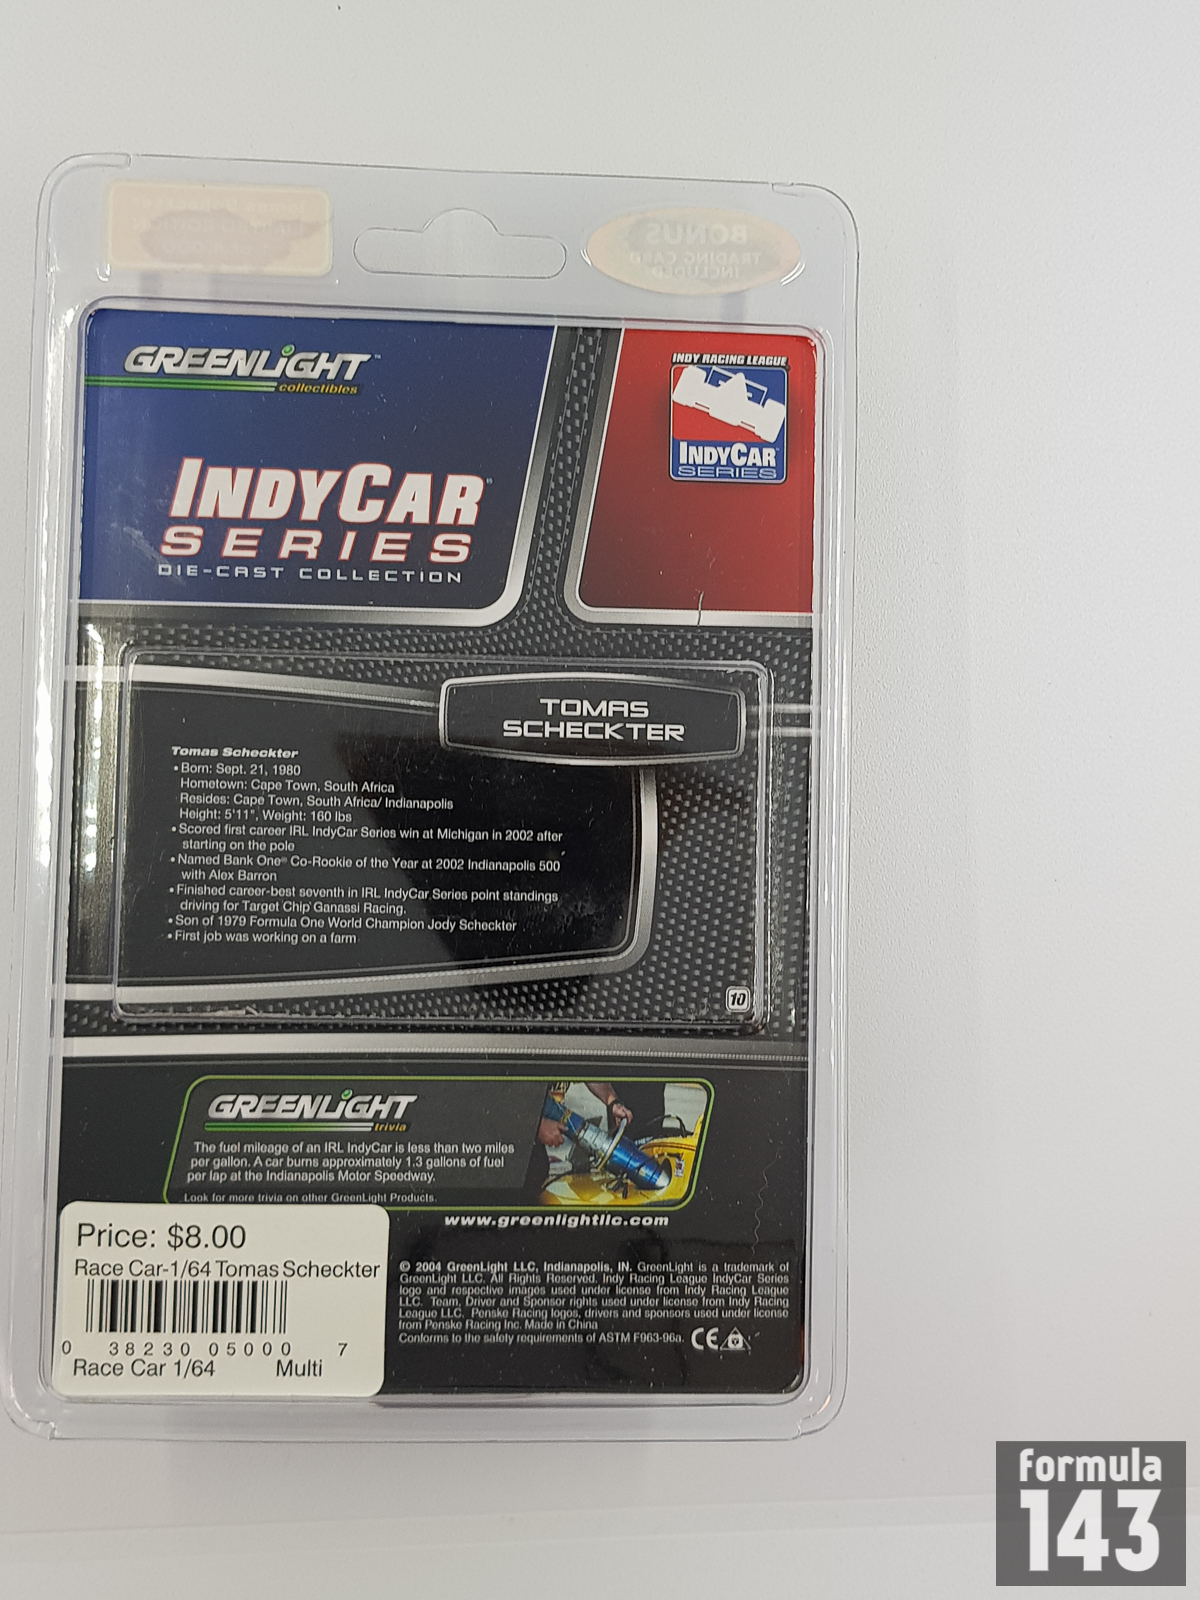 BONUS
TRADING CARD
INCLUDED
GREENLIGHT™
collectibles
INDY RACING LEAGUE
INDYCAR
SERIES
INDYCAR®
SERIES
DIE-CAST COLLECTION
TOMAS
SCHECKTER
Tomas Scheckter
• Born: Sept. 21, 1980
Hometown: Cape Town, South Africa
Resides: Cape Town, South Africa/ Indianapolis
Height: 5'11", Weight: 160 lbs
• Scored first career IRL IndyCar Series win at Michigan in 2002 after
starting on the pole
• Named Bank One® Co-Rookie of the Year at 2002 Indianapolis 500
with Alex Barron
• Finished career-best seventh in IRL IndyCar Series point standings
driving for Target Chip Ganassi Racing.
• Son of 1979 Formula One World Champion Jody Scheckter
• First job was working on a farm
10
GREENLIGHT
trivia
The fuel mileage of an IRL IndyCar is less than two miles
per gallon. A car burns approximately 1.3 gallons of fuel
per lap at the Indianapolis Motor Speedway.
Look for more trivia on other GreenLight Products.
www.greenlightllc.com
Price: $8.00
Race Car-1/64 Tomas Scheckter
0 38230 05000 7
Race Car 1/64 Multi
© 2004 GreenLight LLC, Indianapolis, IN. GreenLight is a trademark of
GreenLight LLC. All Rights Reserved. Indy Racing League IndyCar Series
logo and respective images used under license from Indy Racing League
LLC. Team, Driver and Sponsor rights used under license from Indy Racing
League LLC. Penske Racing logos, drivers and sponsors used under license
from Penske Racing Inc. Made in China
Conforms to the safety requirements of ASTM F963-96a. CE
formula
143